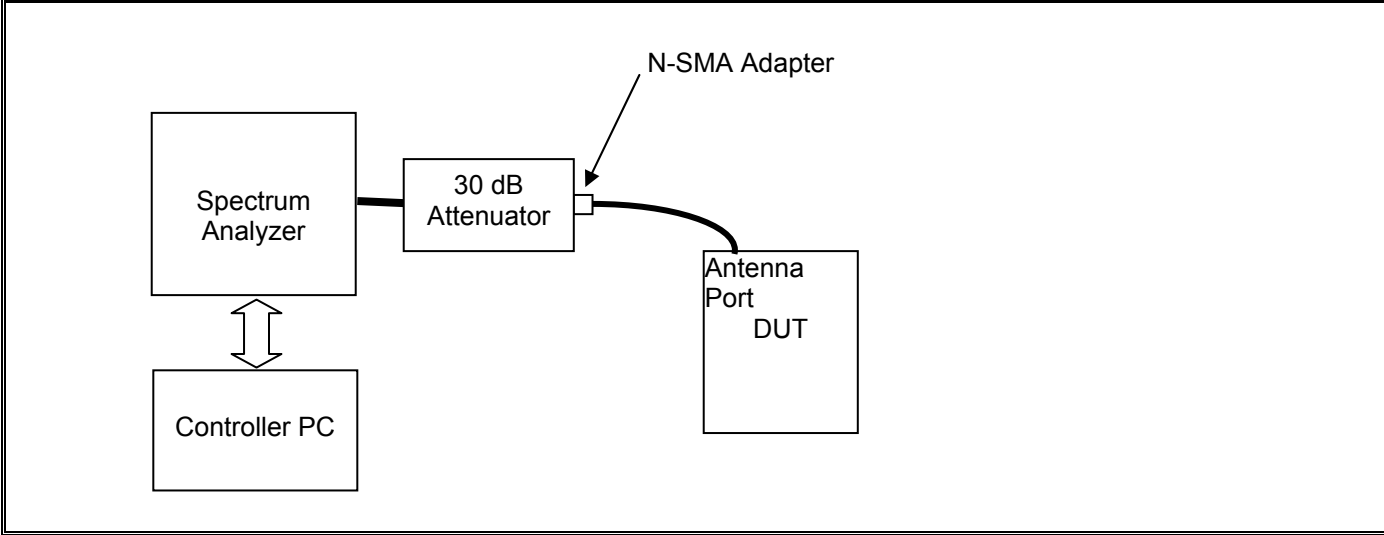 N-SMA Adapter
Spectrum
Analyzer
30 dB
Attenuator
Antenna
Port
DUT
Controller PC